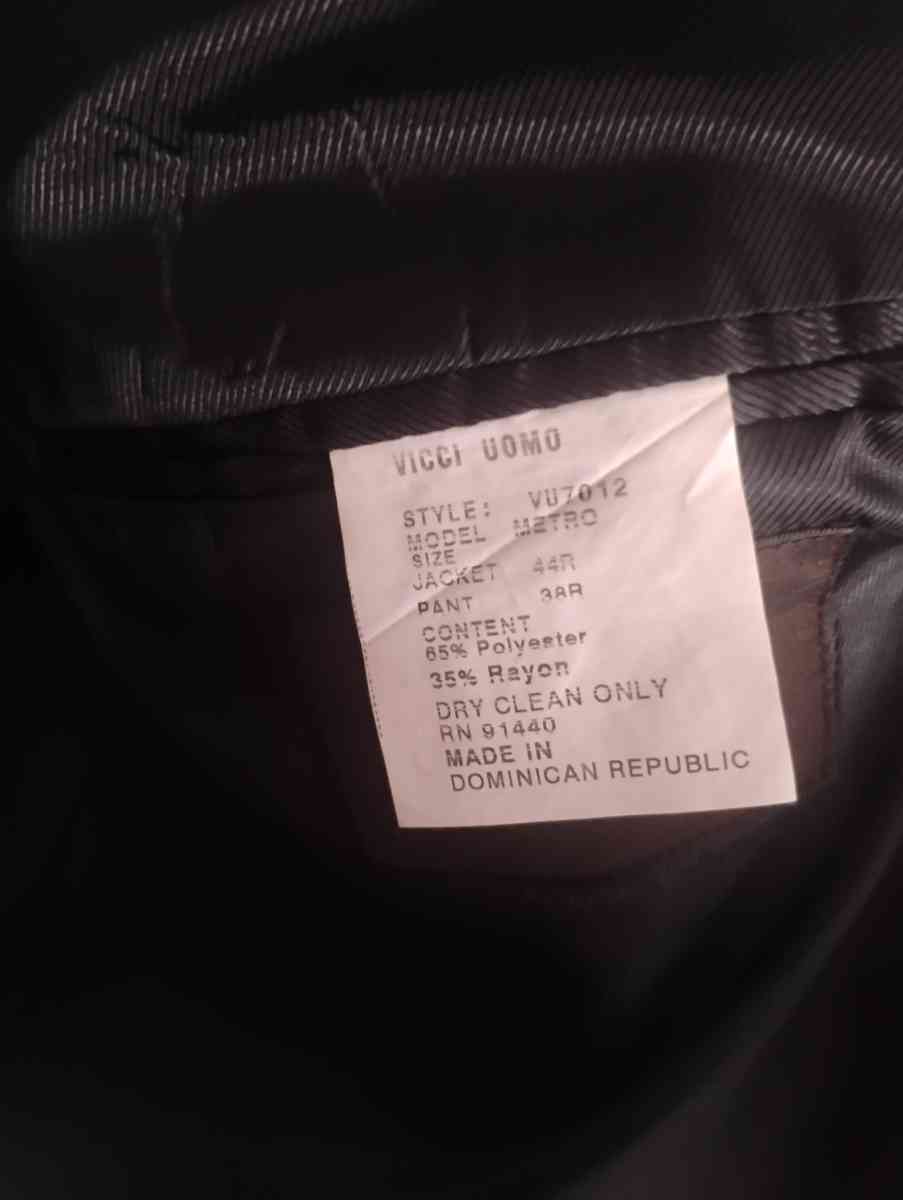 VICCI UOMO
STYLE: VU7012
MODEL METRO
SIZE
JACKET 44R
PANT 38R
CONTENT
65% Polyester
35% Rayon
DRY CLEAN ONLY
RN 91440
MADE IN
DOMINICAN REPUBLIC